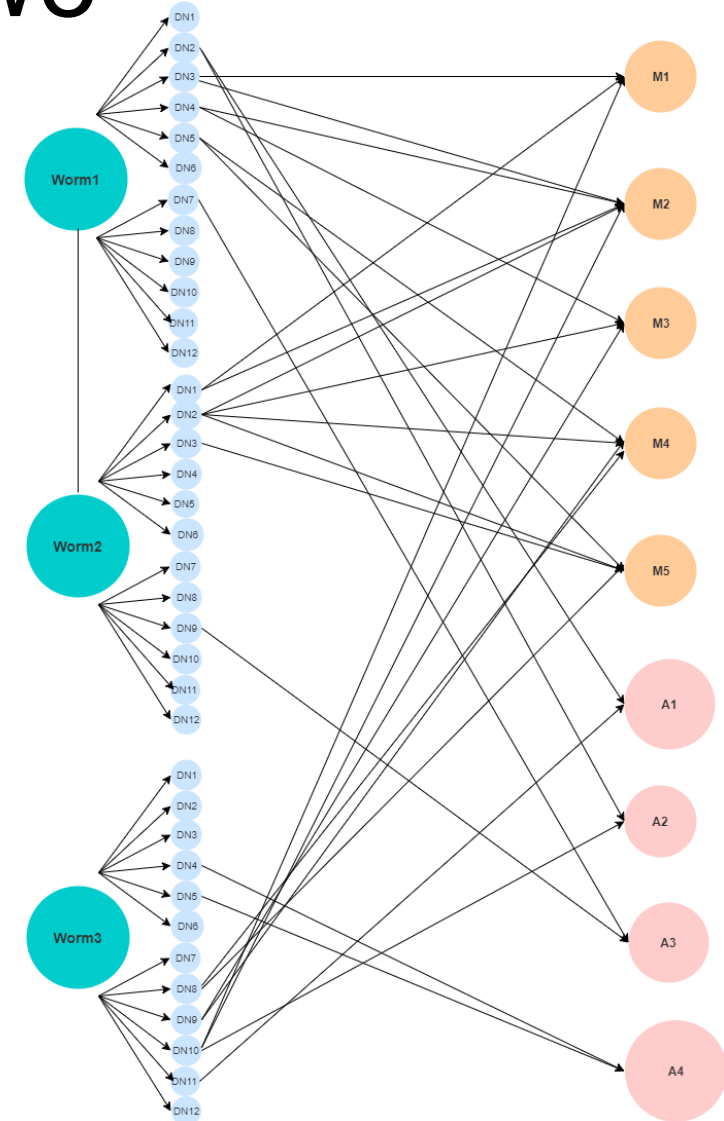 DN1
DN2
DN3
DN4
DN5
DN6
Worm1
DN7
DN8
DN9
DN10
DN11
DN12
DN1
DN2
DN3
DN4
DN5
DN6
Worm2
DN7
DN8
DN9
DN10
DN11
DN12
DN1
DN2
DN3
DN4
DN5
DN6
Worm3
DN7
DN8
DN9
DN10
DN11
DN12
M1
M2
M3
M4
M5
A1
A2
A3
A4